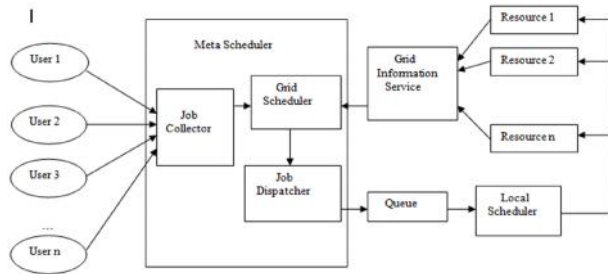 I
Meta Scheduler
User 1
User 2
User 3
...
User n
Job
Collector
Grid
Scheduler
Job
Dispatcher
Grid
Information
Service
Resource 1
Resource 2
Resource n
Queue
Local
Scheduler